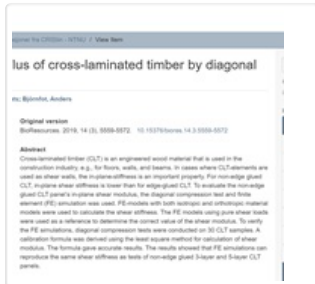 / View Item
lus of cross-laminated timber by diagonal
Björnfot, Anders
Original version
BioResources, 2019, 14 (3), 5559-5572. 10.15376/biores.14.3.5559-5572
Abstract
Cross-laminated timber (CLT) is an engineered wood material that is used in the
construction industry, e.g., for floors, walls, and beams. In cases where CLT-elements are
used as shear walls, the in-plane-stiffness is an important property. For non-edge glued
CLT, in-plane shear stiffness is lower than for edge-glued CLT. To evaluate the non-edge
glued CLT panel's in-plane shear modulus, the diagonal compression test and finite
element (FE) simulation was used. FE-models with both isotropic and orthotropic material
models were used to calculate the shear stiffness. The FE models using pure shear loads
were used as a reference to determine the correct value of the shear modulus. To verify
the FE simulations, diagonal compression tests were conducted on 30 CLT samples. A
calibration formula was derived using the least square method for calculation of shear
modulus. The formula gave accurate results. The results showed that FE simulations can
reproduce the same shear stiffness as tests of non-edge glued 3-layer and 5-layer CLT
panels.